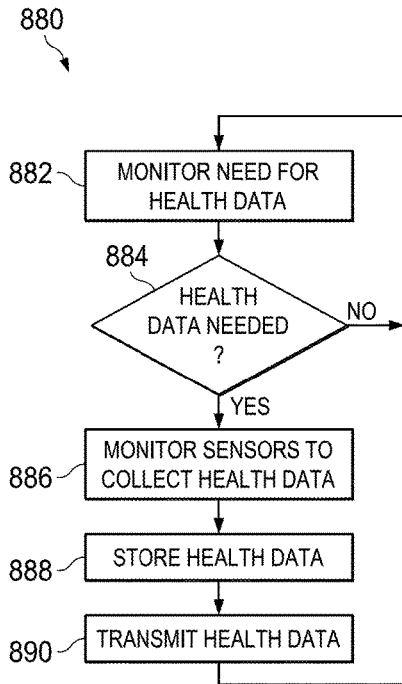 880
882
MONITOR NEED FOR
HEALTH DATA
884
HEALTH
DATA NEEDED
?
NO
YES
886
MONITOR SENSORS TO
COLLECT HEALTH DATA
888
STORE HEALTH DATA
890
TRANSMIT HEALTH DATA